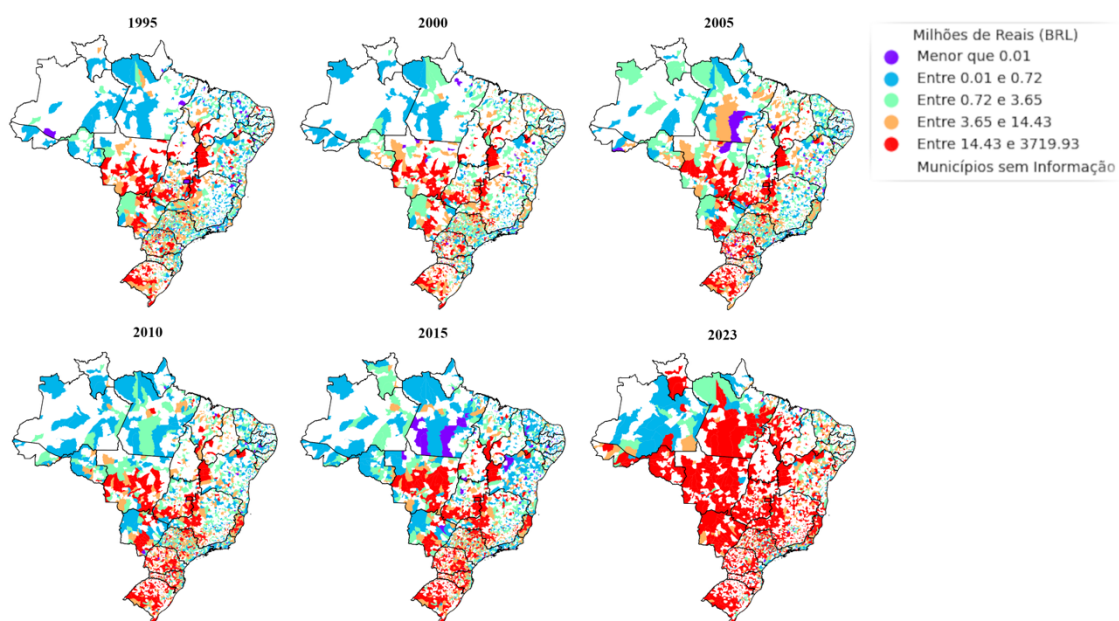 1995
2000
2005
Milhões de Reais (BRL)
Menor que 0.01
Entre 0.01 e 0.72
Entre 0.72 e 3.65
Entre 3.65 e 14.43
Entre 14.43 e 3719.93
Municípios sem Informação
2010
2015
2023